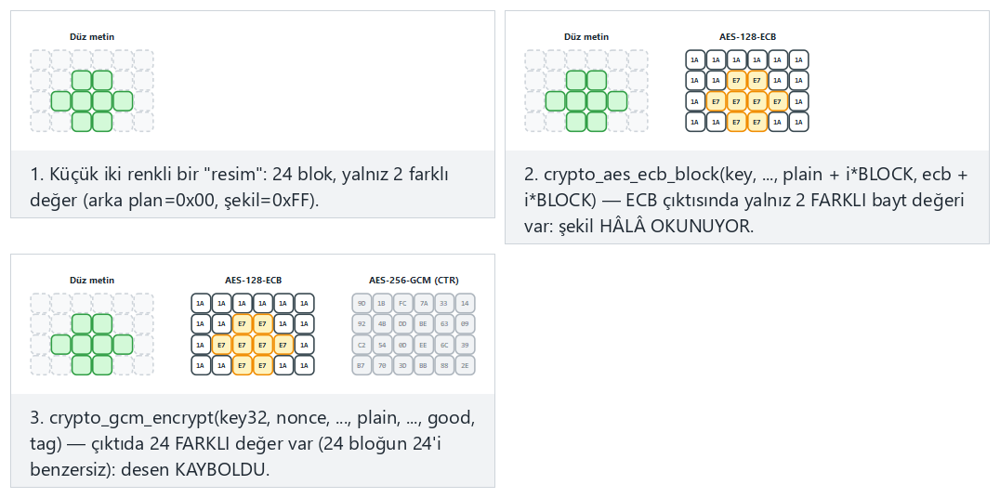 Düz metin
1. Küçük iki renkli bir "resim": 24 blok, yalnız 2 farklı
değer (arka plan=0x00, şekil=0xFF).
Düz metin
AES-128-ECB
1A 1A 1A 1A 1A 1A
1A 1A E7 E7 1A 1A
1A E7 E7 E7 E7 1A
1A 1A E7 E7 1A 1A
2. crypto_aes_ecb_block(key, ..., plain + i*BLOCK, ecb +
i*BLOCK) — ECB çıktısında yalnız 2 FARKLI bayt değeri
var: şekil HÂLÂ OKUNUYOR.
Düz metin
AES-128-ECB
1A 1A 1A 1A 1A 1A
1A 1A E7 E7 1A 1A
1A E7 E7 E7 E7 1A
1A 1A E7 E7 1A 1A
AES-256-GCM (CTR)
9D 1B FC 7A 33 14
92 4B DD BE 63 09
C2 54 0D EE 6C 39
B7 70 3D BB 88 2E
3. crypto_gcm_encrypt(key32, nonce, ..., plain, ..., good,
tag) — çıktıda 24 FARKLI değer var (24 bloğun 24'i
benzersiz): desen KAYBOLDU.